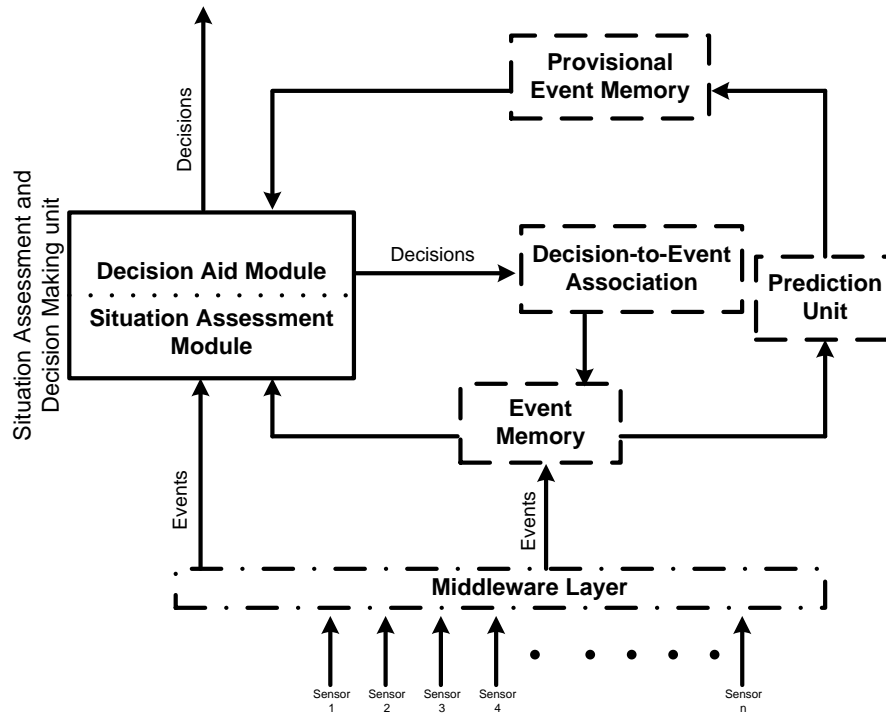 Provisional
Event Memory
Decisions
Situation Assessment and
Decision Making unit
Decision Aid Module
Situation Assessment
Module
Decisions
Decision-to-Event
Association
Prediction
Unit
Event
Memory
Events
Events
Middleware Layer
Sensor
1
Sensor
2
Sensor
3
Sensor
4
Sensor
n